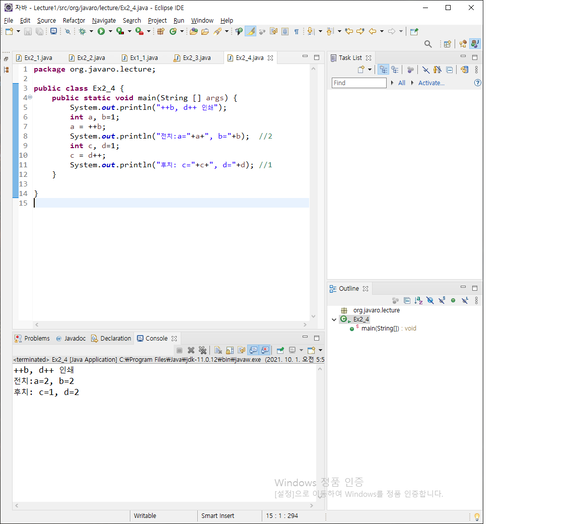 자바 - Lecture1/src/org/javaro/lecture/Ex2_4.java - Eclipse IDE
File Edit Source Refactor Navigate Search Project Run Window Help
Ex2_1.java Ex2_2.java Ex1_1.java Ex2_3.java Ex2_4.java
1 package org.javaro.lecture;
2
3 public class Ex2_4 {
4 public static void main(String [] args) {
5 System.out.println("++b, d++ 인쇄");
6 int a, b=1;
7 a = ++b;
8 System.out.println("전치:a="+a+", b="+b); //2
9 int c, d=1;
10 c = d++;
11 System.out.println("후치: c="+c+", d="+d); //1
12 }
13
14 }
15
Task List
Find All Activate...
Outline
org.javaro.lecture
Ex2_4
main(String[]) : void
Problems Javadoc Declaration Console
<terminated> Ex2_4 [Java Application] C:₩Program Files₩Java₩jdk-11.0.12₩bin₩javaw.exe (2021. 10. 1. 오전 5:5
++b, d++ 인쇄
전치:a=2, b=2
후치: c=1, d=2
Windows 정품 인증
[설정]으로 이동하여 Windows를 정품 인증합니다.
Writable Smart Insert 15 : 1 : 294